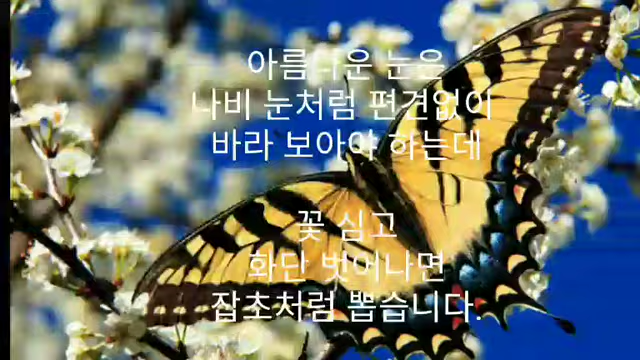 아름다운 눈은
나비 눈처럼 편견없이
바라 보아야 하는데
꽃 심고
화단 벗어나면
잡초처럼 뽑습니다.